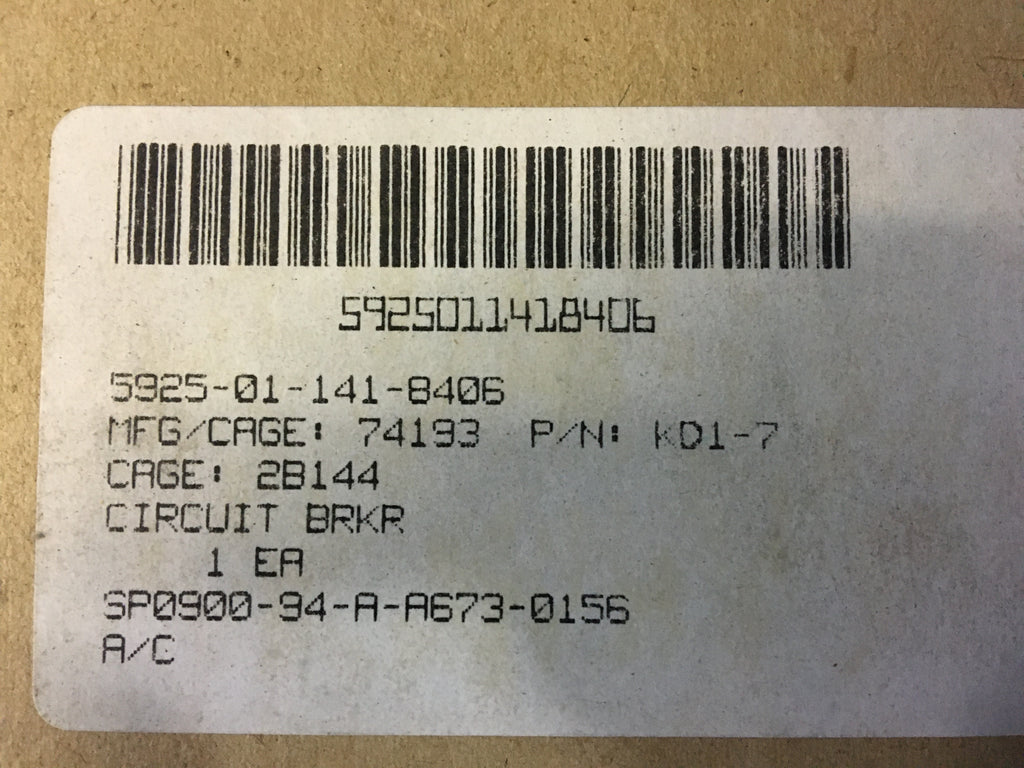 5925011418406
5925-01-141-8406
MFG/CAGE: 74193 P/N: KD1-7
CAGE: 2B144
CIRCUIT BRKR
1 EA
SP0900-94-A-A673-0156
A/C